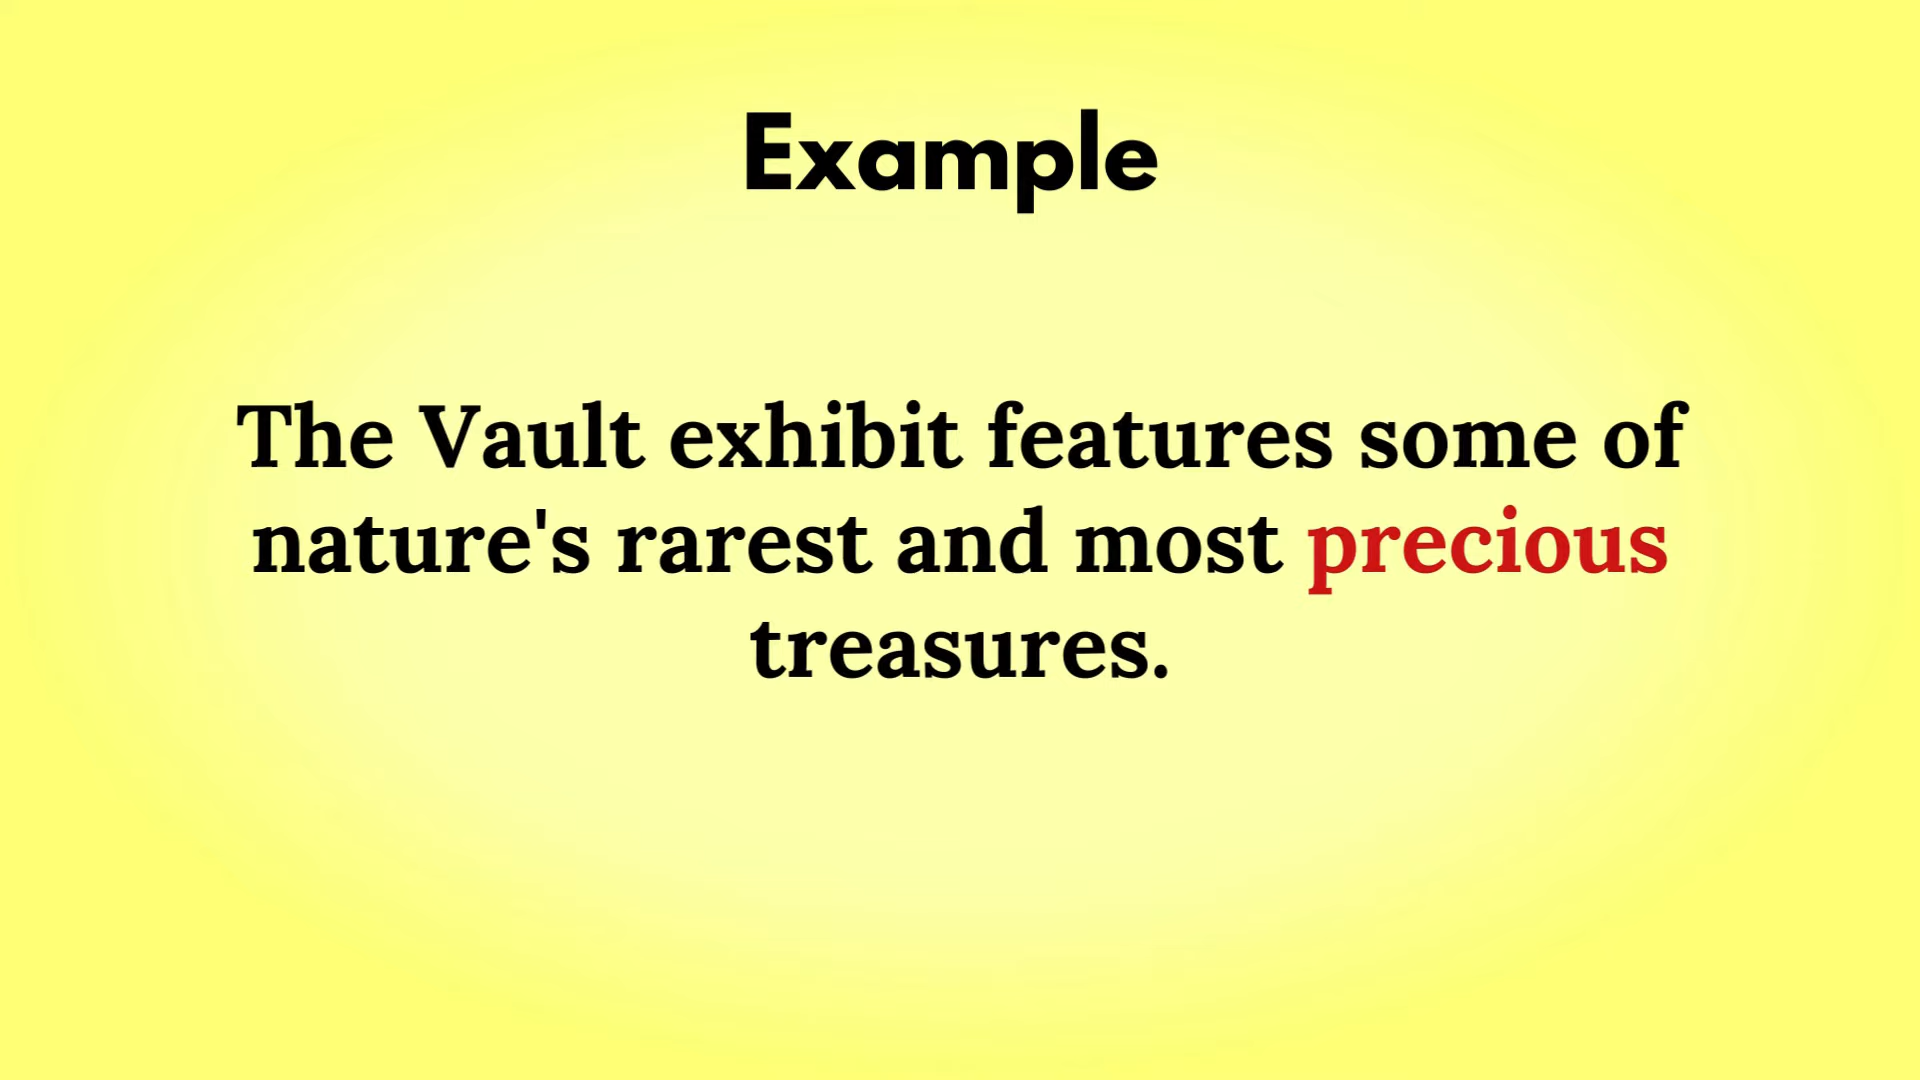 Example
The Vault exhibit features some of
nature's rarest and most precious
treasures.